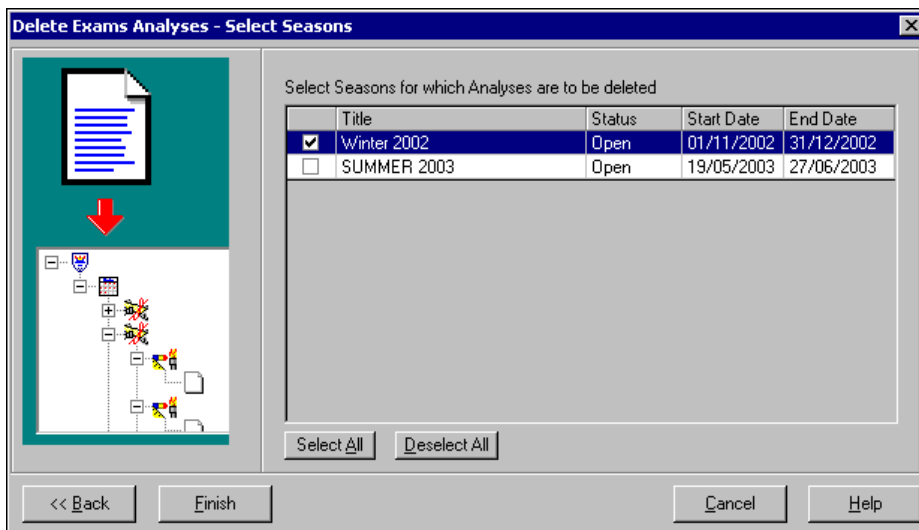 Delete Exams Analyses - Select Seasons
Select Seasons for which Analyses are to be deleted
Title Status Start Date End Date
Winter 2002 Open 01/11/2002 31/12/2002
SUMMER 2003 Open 19/05/2003 27/06/2003
Select All Deselect All
<< Back Finish Cancel Help